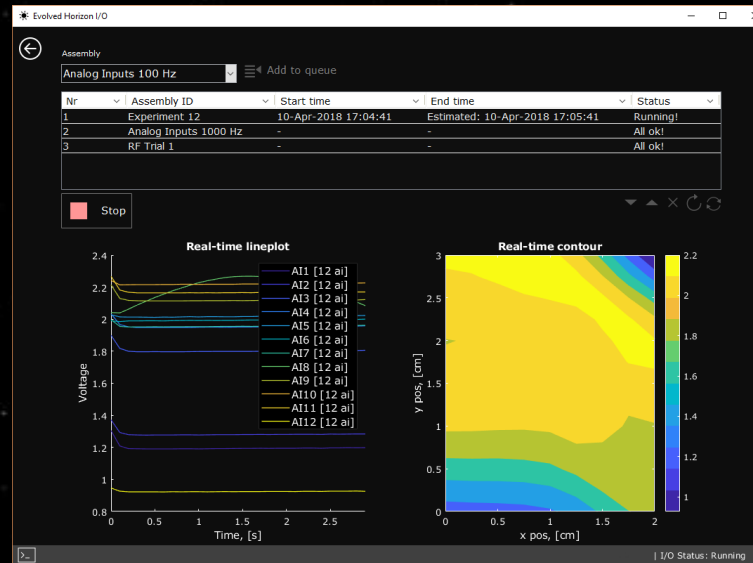 Evolved Horizon I/O
Assembly
Analog Inputs 100 Hz Add to queue
Nr Assembly ID Start time End time Status
1 Experiment 12 10-Apr-2018 17:04:41 Estimated: 10-Apr-2018 17:05:41 Running!
2 Analog Inputs 1000 Hz - - All ok!
3 RF Trial 1 - - All ok!
Stop
Real-time lineplot
2.4
2.2
2
1.8
1.6
1.4
1.2
1
0.8
Voltage
0 0.5 1 1.5 2 2.5
Time, [s]
AI1 [12 ai]
AI2 [12 ai]
AI3 [12 ai]
AI4 [12 ai]
AI5 [12 ai]
AI6 [12 ai]
AI7 [12 ai]
AI8 [12 ai]
AI9 [12 ai]
AI10 [12 ai]
AI11 [12 ai]
AI12 [12 ai]
Real-time contour
3
2.5
2
1.5
1
0.5
0
y pos, [cm]
0 0.5 1 1.5 2
x pos, [cm]
2.2
2
1.8
1.6
1.4
1.2
1
| I/O Status: Running